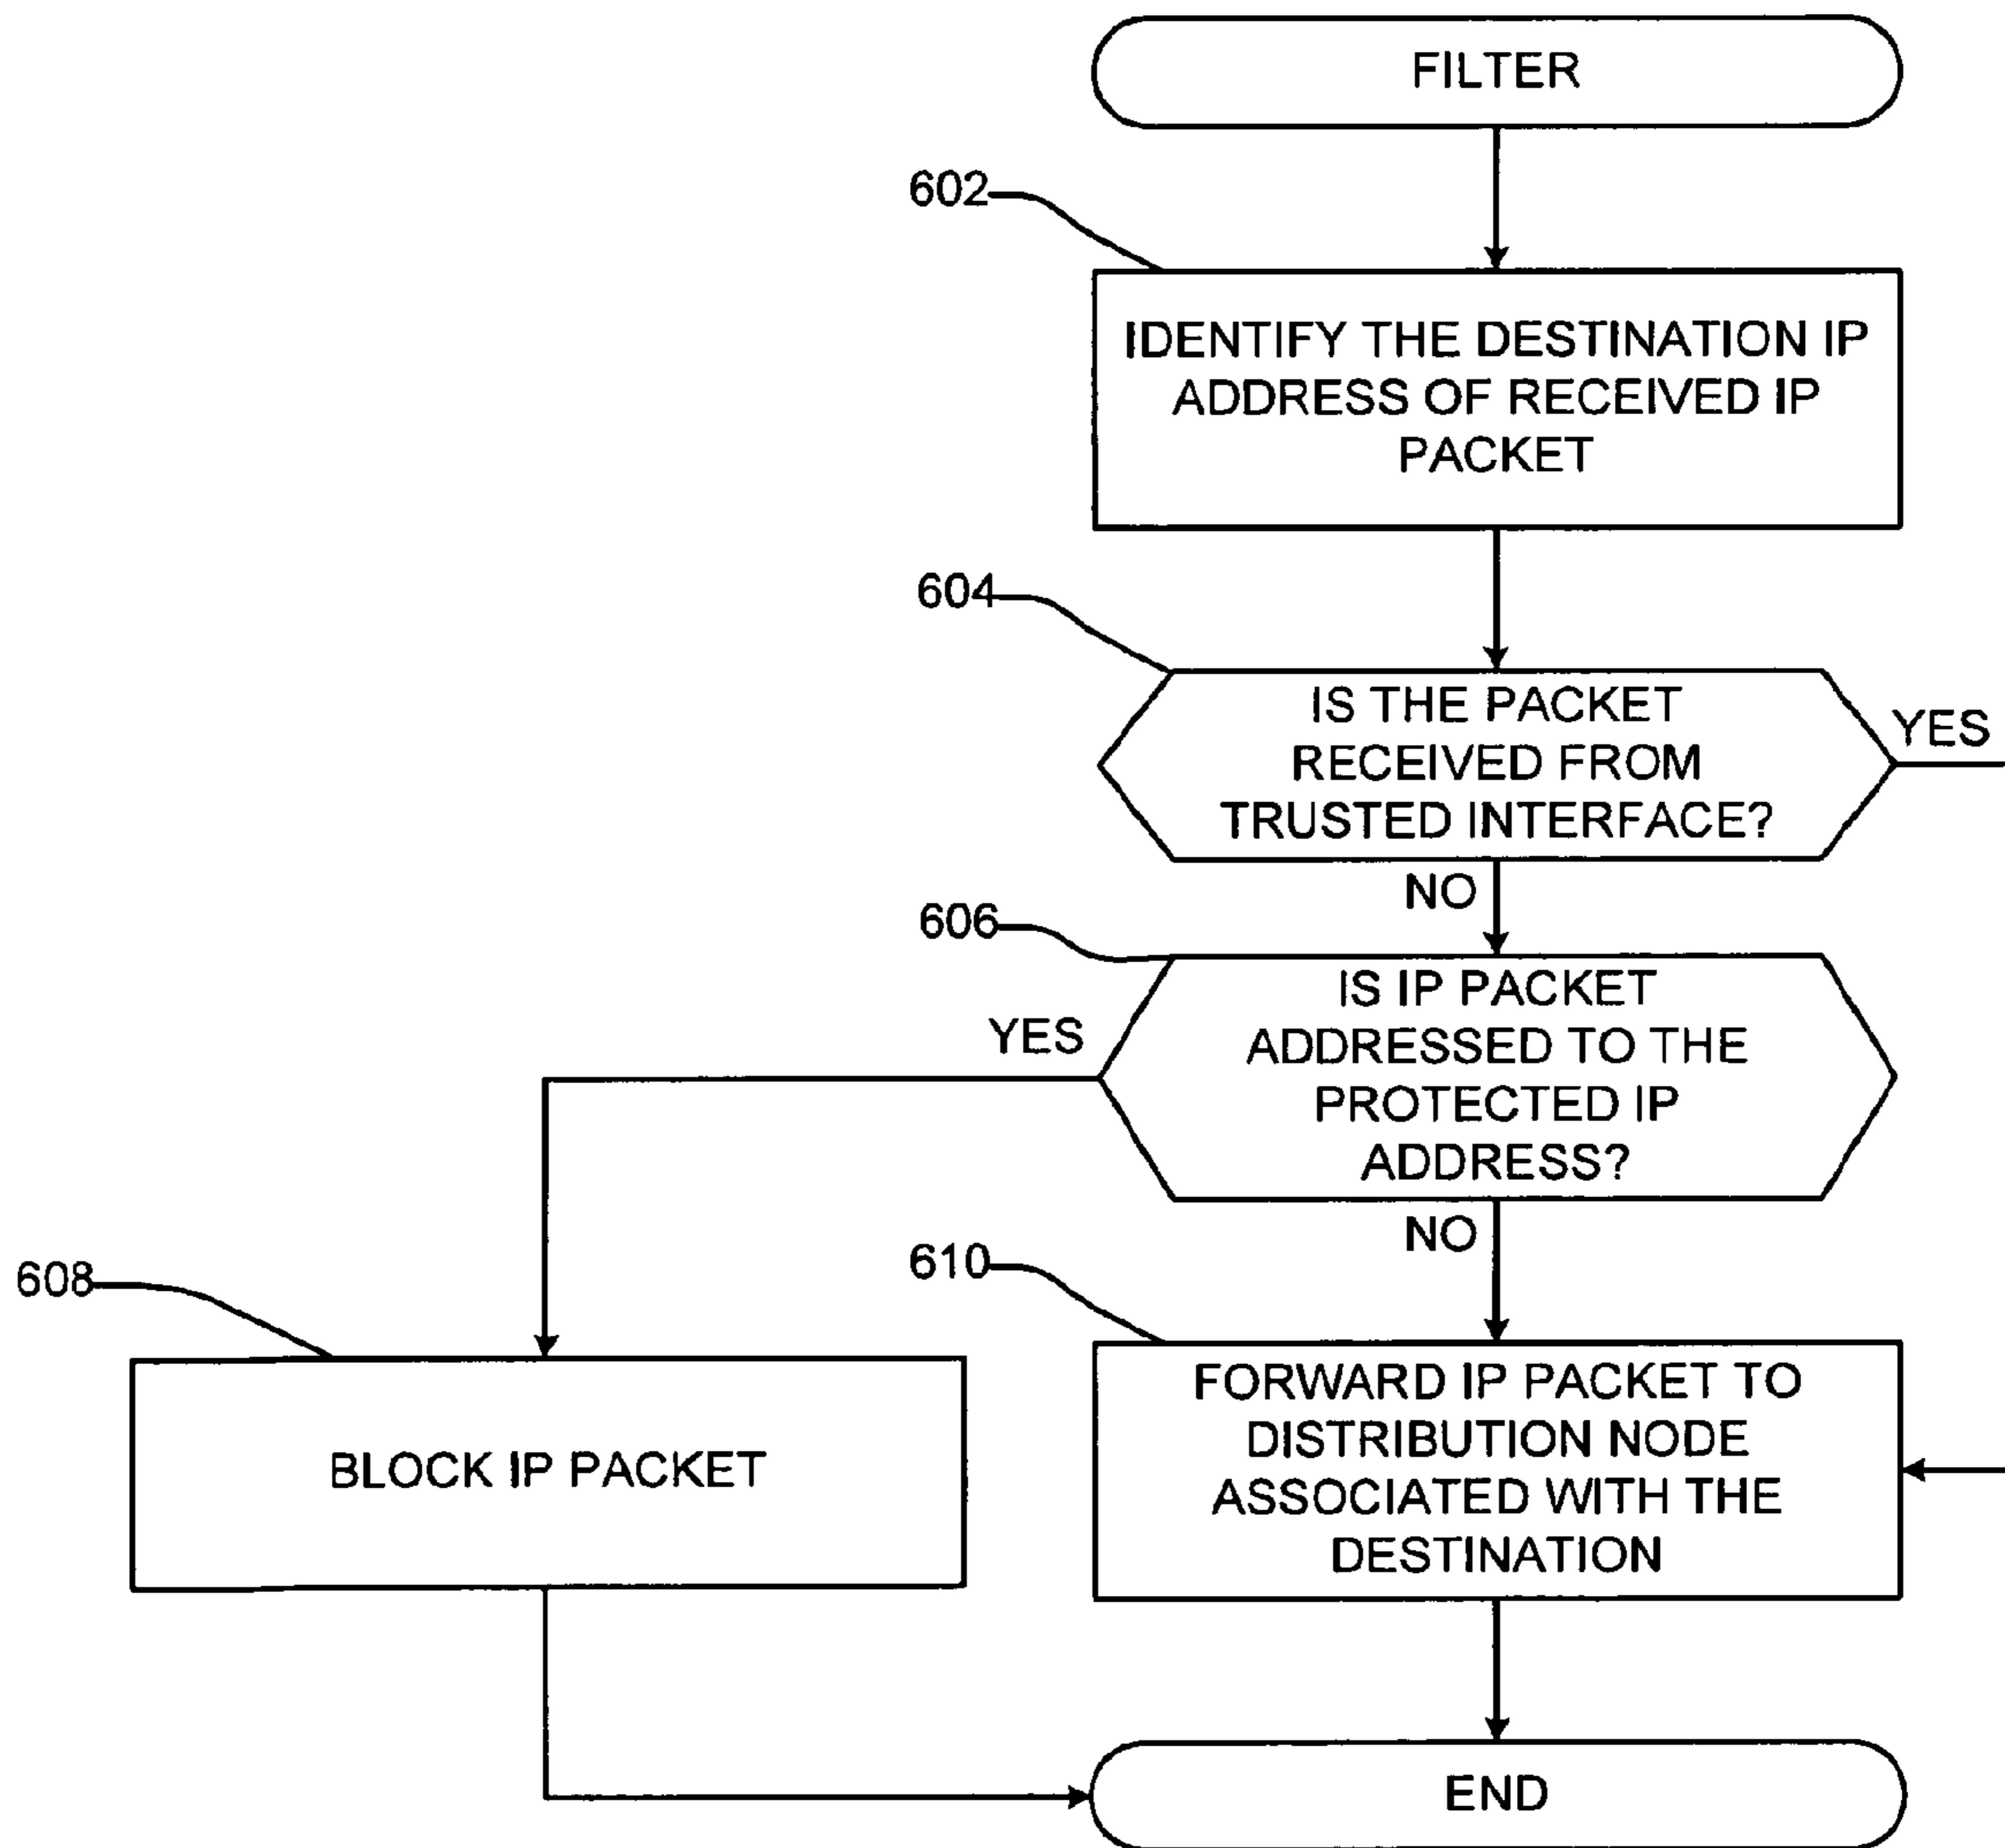 FILTER
602
IDENTIFY THE DESTINATION IP
ADDRESS OF RECEIVED IP
PACKET
604
IS THE PACKET
RECEIVED FROM
TRUSTED INTERFACE?
YES
NO
606
IS IP PACKET
ADDRESSED TO THE
PROTECTED IP
ADDRESS?
YES
NO
608
BLOCK IP PACKET
610
FORWARD IP PACKET TO
DISTRIBUTION NODE
ASSOCIATED WITH THE
DESTINATION
END